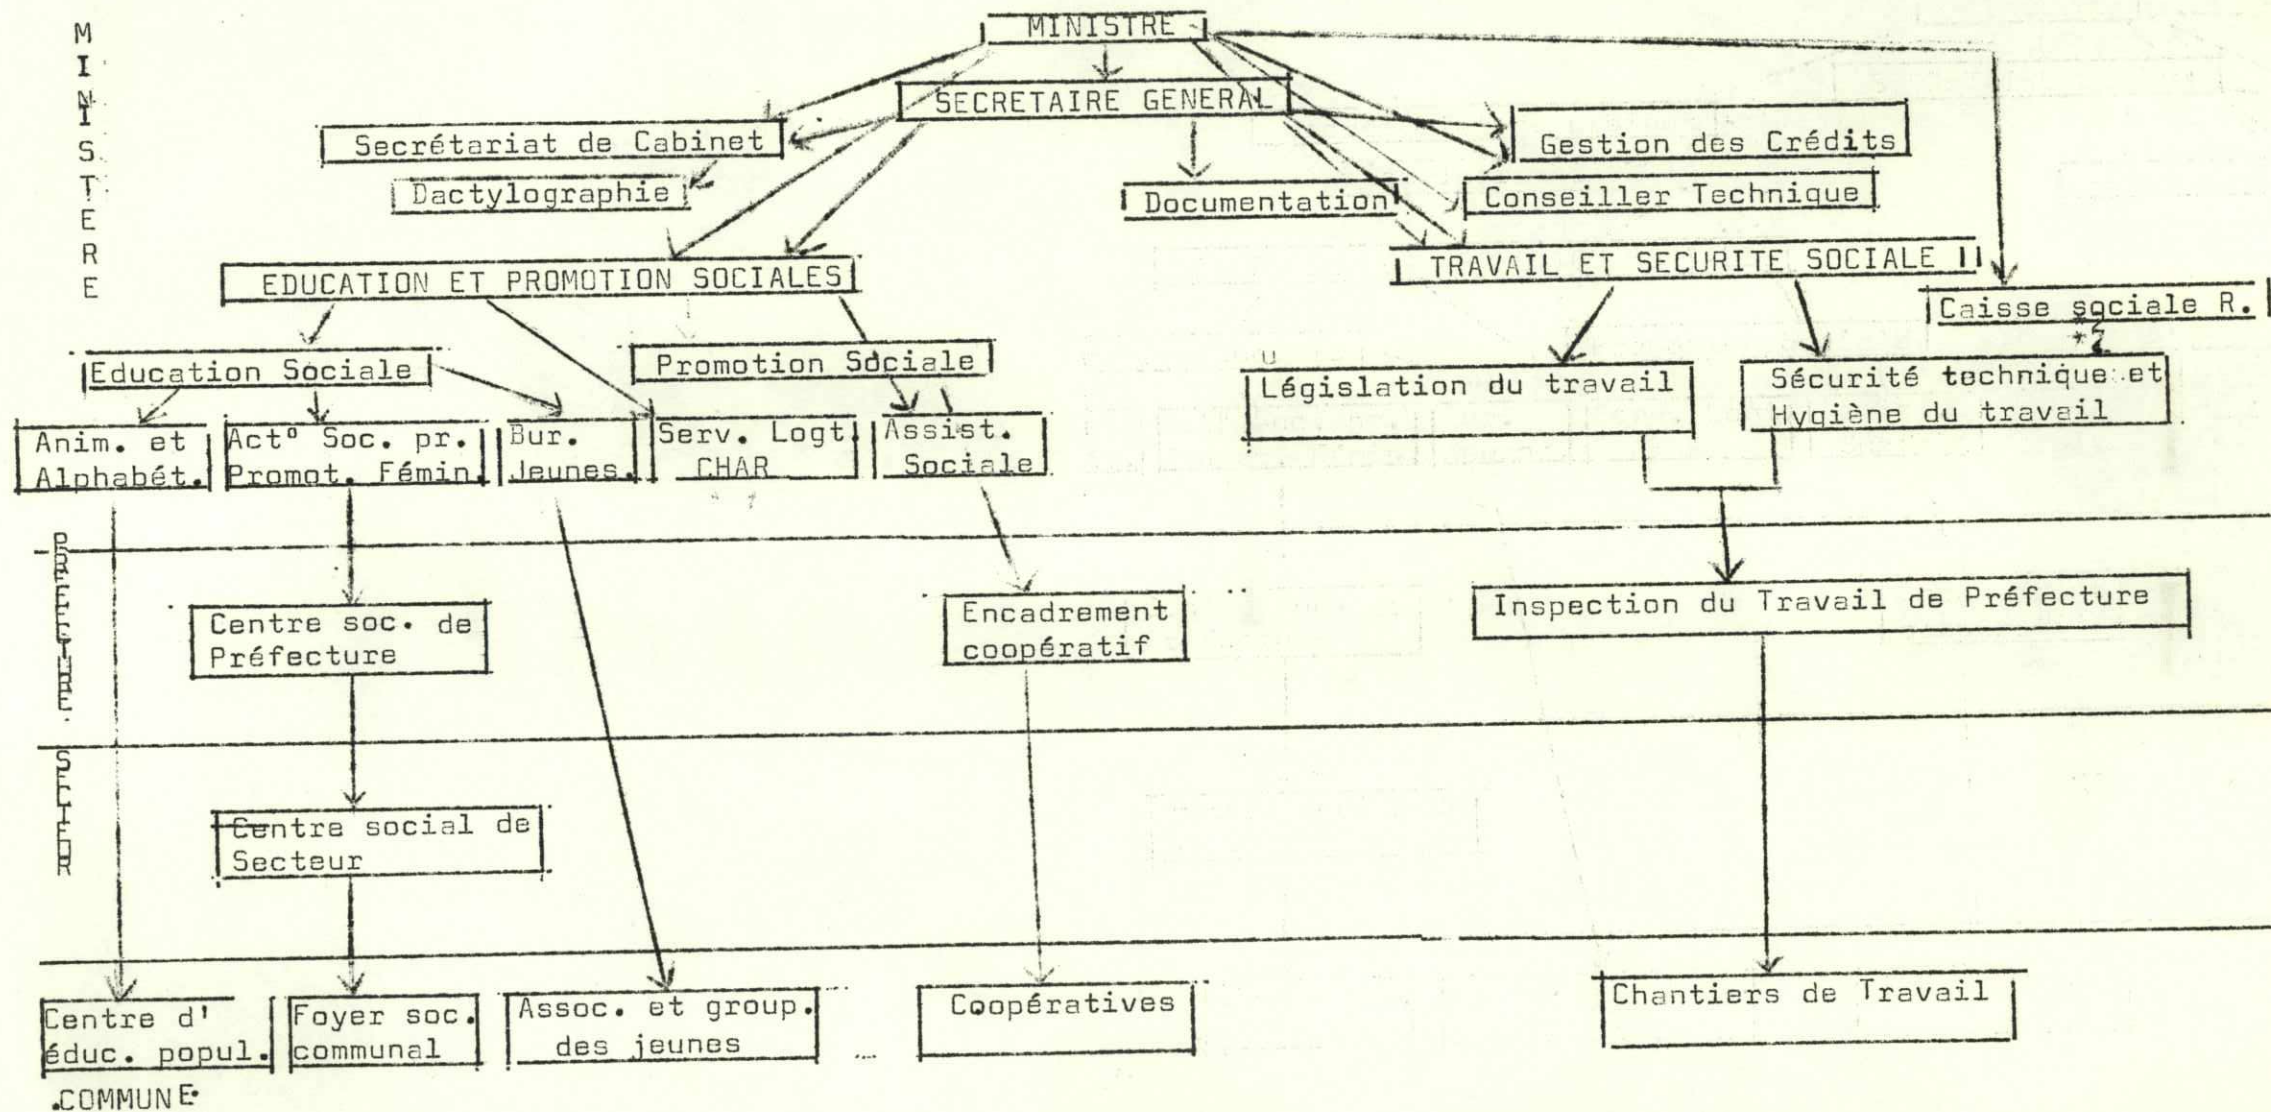 MINISTERE
MINISTRE
SECRETAIRE GENERAL
Secrétariat de Cabinet
Gestion des Crédits
Dactylographie
Documentation
Conseiller Technique
EDUCATION ET PROMOTION SOCIALES
TRAVAIL ET SECURITE SOCIALE
Caisse sociale R.
Education Sociale
Promotion Sociale
Législation du travail
Sécurité technique et
Hygiène du travail
Anim. et
Alphabét.
Act° Soc. pr.
Promot. Fémin.
Bur.
Jeunes.
Serv. Logt.
CHAR
Assist.
Sociale
PREFECTURE.
Centre soc. de
Préfecture
Encadrement
coopératif
Inspection du Travail de Préfecture
SECTEUR
Centre social de
Secteur
Centre d'
éduc. popul.
Foyer soc.
communal
Assoc. et group.
des jeunes
Coopératives
Chantiers de Travail
.COMMUNE.